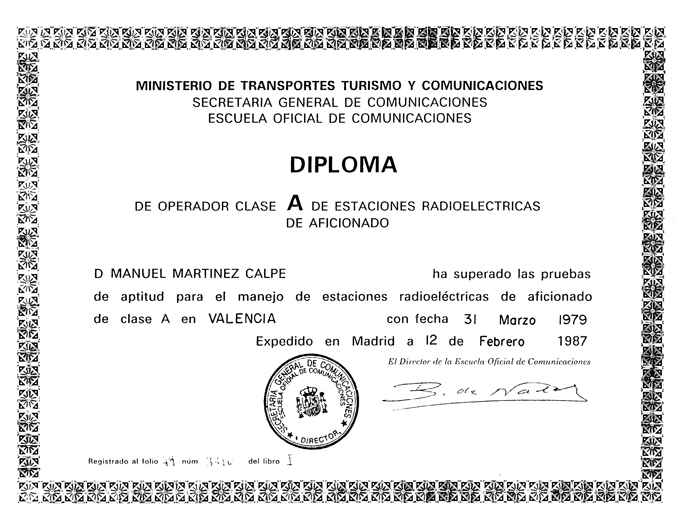 MINISTERIO DE TRANSPORTES TURISMO Y COMUNICACIONES
SECRETARIA GENERAL DE COMUNICACIONES
ESCUELA OFICIAL DE COMUNICACIONES
DIPLOMA
DE OPERADOR CLASE A DE ESTACIONES RADIOELECTRICAS
DE AFICIONADO
D MANUEL MARTINEZ CALPE ha superado las pruebas
de aptitud para el manejo de estaciones radioeléctricas de aficionado
de clase A en VALENCIA con fecha 31 Marzo 1979
Expedido en Madrid a 12 de Febrero 1987
El Director de la Escuela Oficial de Comunicaciones
SECRETARIA GENERAL DE COMUNICACIONES
ESCUELA OFICIAL DE COMUNICACIONES
DIRECTOR,
Registrado al folio núm del libro I